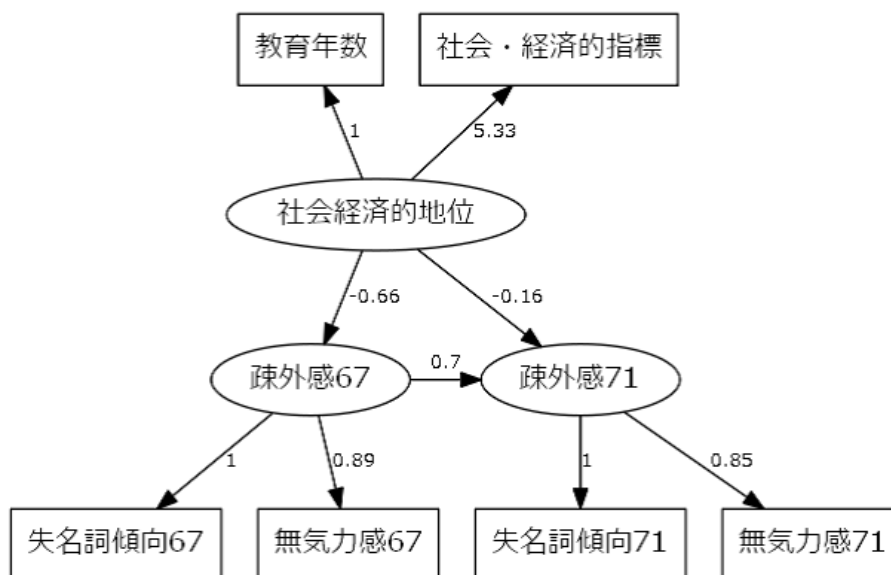 教育年数
社会・経済的指標
1
5.33
社会経済的地位
-0.66
-0.16
疎外感67
0.7
疎外感71
1
0.89
1
0.85
失名詞傾向67
無気力感67
失名詞傾向71
無気力感71